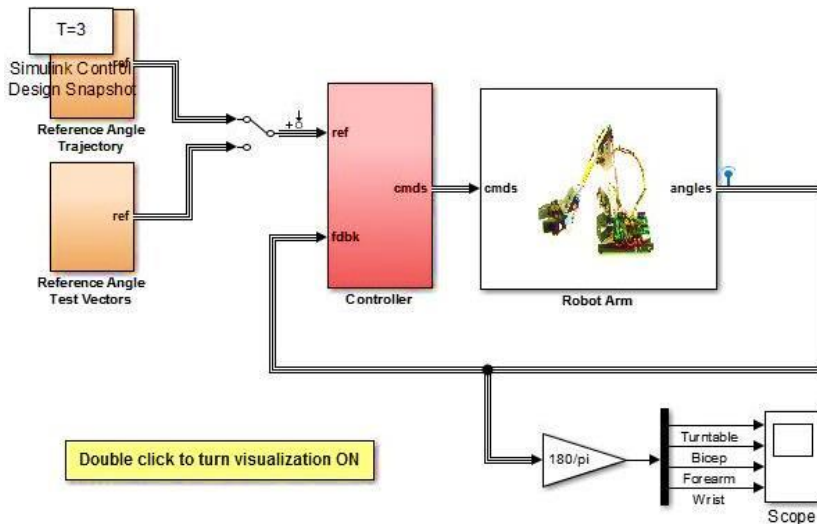 T=3
ref
Simulink Control
Design Snapshot
Reference Angle
Trajectory
ref
Reference Angle
Test Vectors
ref
cmds
fdbk
Controller
cmds
angles
Robot Arm
Double click to turn visualization ON
180/pi
Turntable
Bicep
Forearm
Wrist
Scope